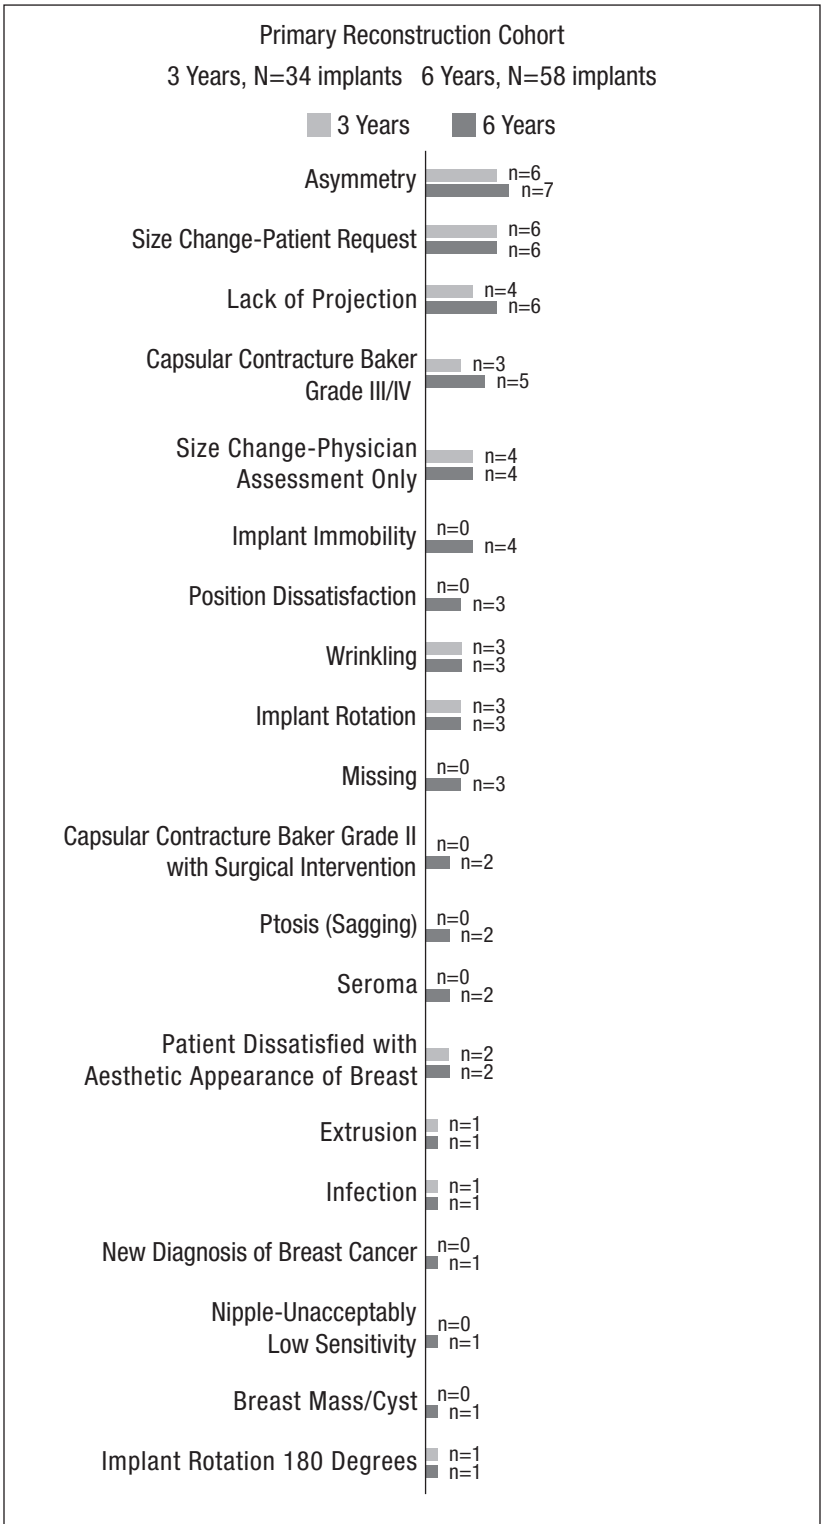 Primary Reconstruction Cohort
3 Years, N=34 implants 6 Years, N=58 implants
3 Years 6 Years
Asymmetry
n=6
n=7
Size Change-Patient Request
n=6
n=6
Lack of Projection
n=4
n=6
Capsular Contracture Baker
Grade III/IV
n=3
n=5
Size Change-Physician
Assessment Only
n=4
n=4
Implant Immobility
n=0
n=4
Position Dissatisfaction
n=0
n=3
Wrinkling
n=3
n=3
Implant Rotation
n=3
n=3
Missing
n=0
n=3
Capsular Contracture Baker Grade II
with Surgical Intervention
n=0
n=2
Ptosis (Sagging)
n=0
n=2
Seroma
n=0
n=2
Patient Dissatisfied with
Aesthetic Appearance of Breast
n=2
n=2
Extrusion
n=1
n=1
Infection
n=1
n=1
New Diagnosis of Breast Cancer
n=0
n=1
Nipple-Unacceptably
Low Sensitivity
n=0
n=1
Breast Mass/Cyst
n=0
n=1
Implant Rotation 180 Degrees
n=1
n=1